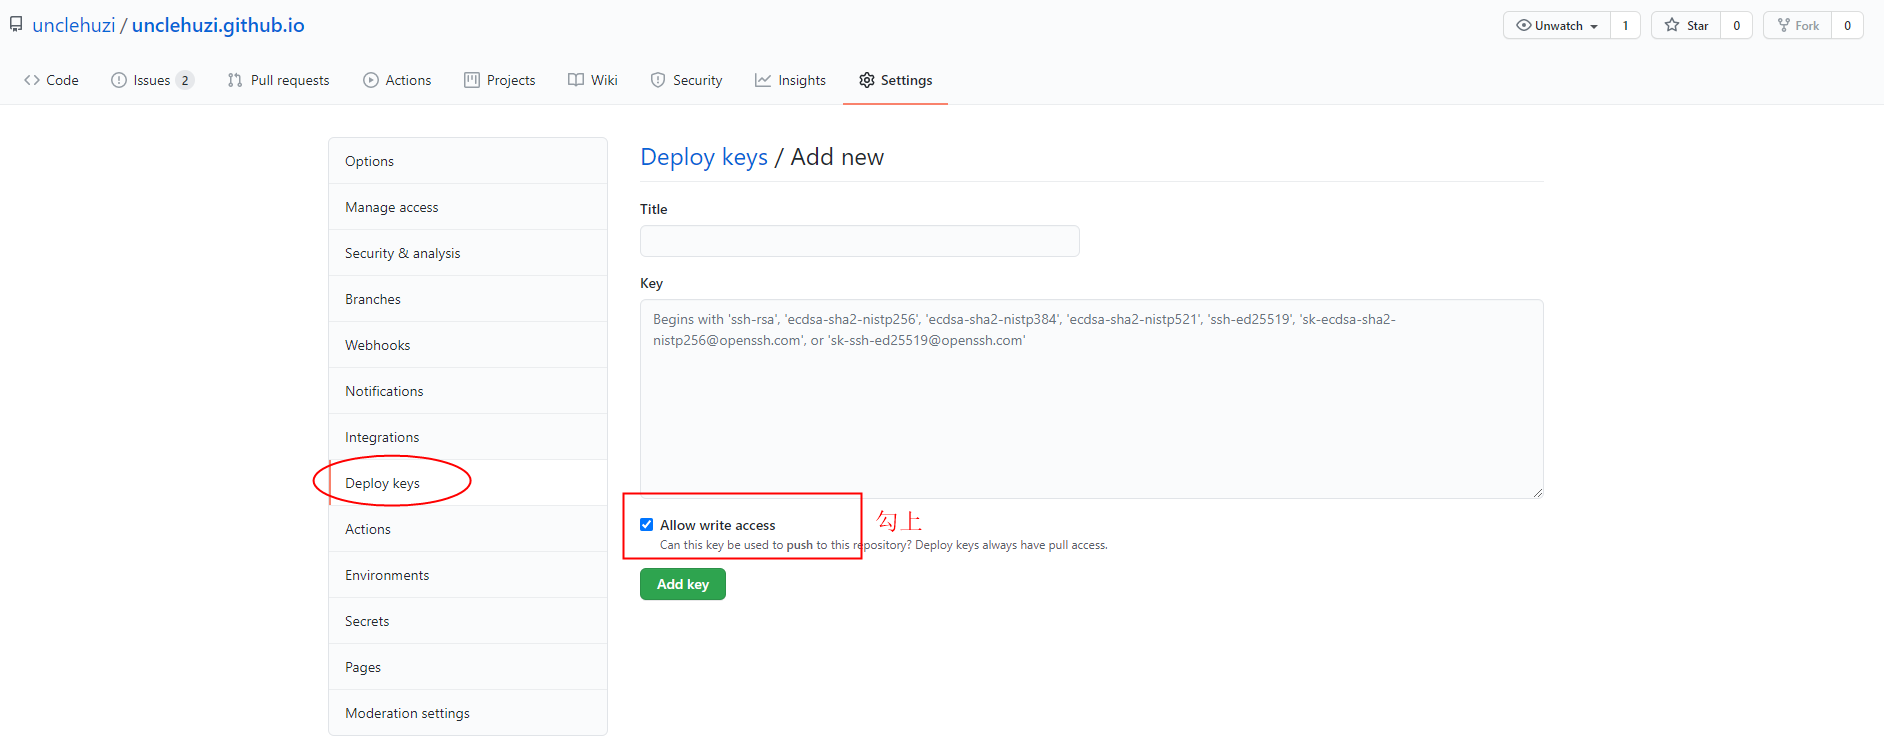 unclehuzi / unclehuzi.github.io
Unwatch 1 Star 0 Fork 0
Code Issues 2 Pull requests Actions Projects Wiki Security Insights Settings
Options
Manage access
Security & analysis
Branches
Webhooks
Notifications
Integrations
Deploy keys
Actions
Environments
Secrets
Pages
Moderation settings
Deploy keys / Add new
Title
Key
Begins with 'ssh-rsa', 'ecdsa-sha2-nistp256', 'ecdsa-sha2-nistp384', 'ecdsa-sha2-nistp521', 'ssh-ed25519', 'sk-ecdsa-sha2-
nistp256@openssh.com', or 'sk-ssh-ed25519@openssh.com'
Allow write access 勾上
Can this key be used to push to this repository? Deploy keys always have pull access.
Add key